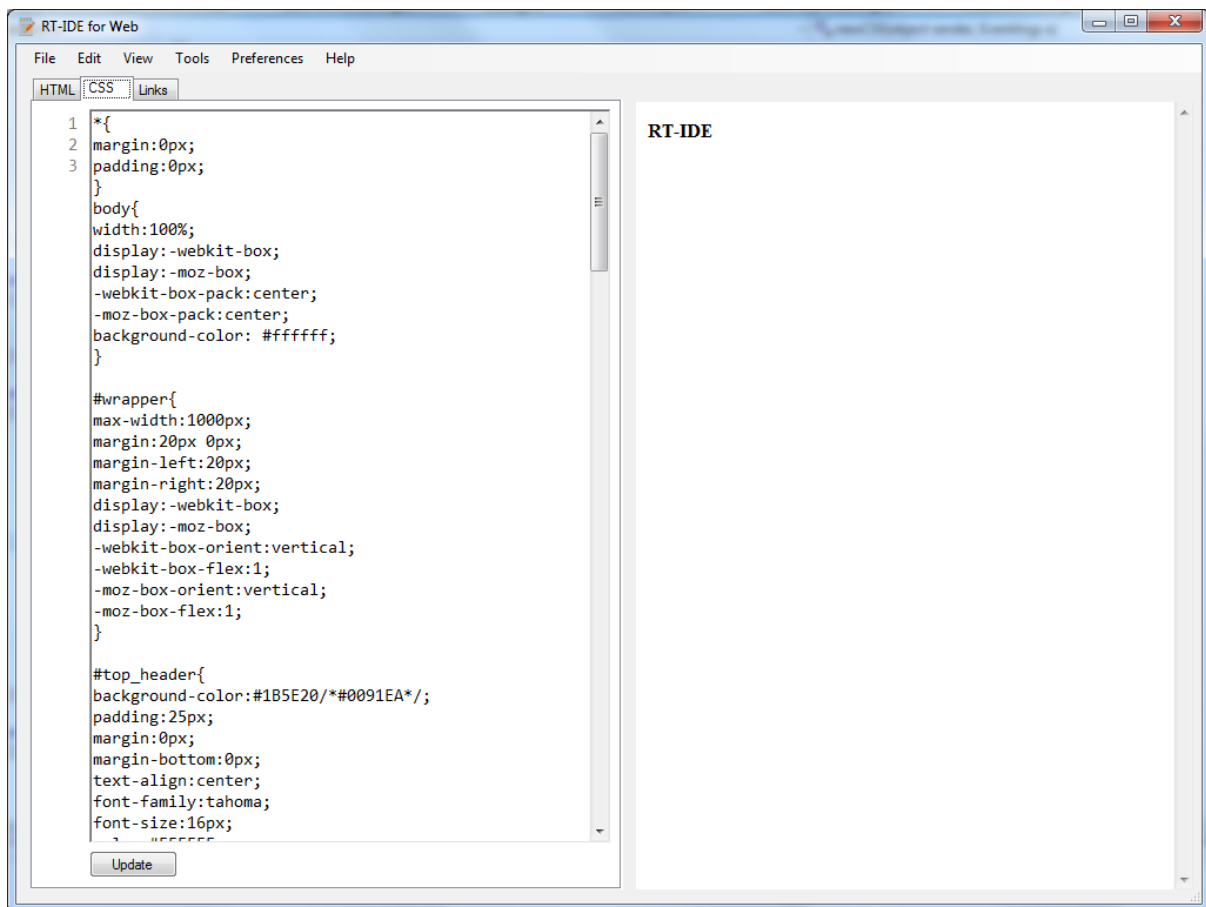 RT-IDE for Web
File Edit View Tools Preferences Help
HTML CSS Links
1 *{
2 margin:0px;
3 padding:0px;
}
body{
width:100%;
display:-webkit-box;
display:-moz-box;
-webkit-box-pack:center;
-moz-box-pack:center;
background-color: #ffffff;
}
#wrapper{
max-width:1000px;
margin:20px 0px;
margin-left:20px;
margin-right:20px;
display:-webkit-box;
display:-moz-box;
-webkit-box-orient:vertical;
-webkit-box-flex:1;
-moz-box-orient:vertical;
-moz-box-flex:1;
}
#top_header{
background-color:#1B5E20/*#0091EA*/;
padding:25px;
margin:0px;
margin-bottom:0px;
text-align:center;
font-family:tahoma;
font-size:16px;
Update
RT-IDE